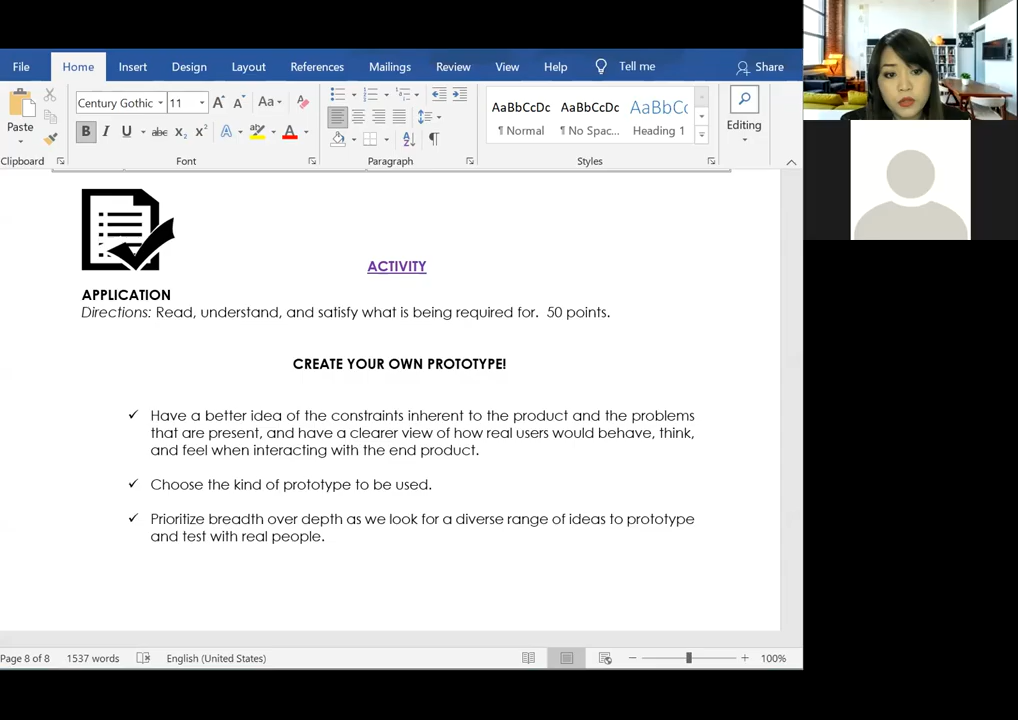 File Home Insert Design Layout References Mailings Review View Help Tell me Share
Century Gothic 11 Aa
Paste B I U abc X₂ X² A aby A
AaBbCcDc AaBbCcDc AaBbCc
¶ Normal ¶ No Spac... Heading 1
Editing
Clipboard Font Paragraph Styles
ACTIVITY
APPLICATION
Directions: Read, understand, and satisfy what is being required for. 50 points.
CREATE YOUR OWN PROTOTYPE!
✓ Have a better idea of the constraints inherent to the product and the problems
that are present, and have a clearer view of how real users would behave, think,
and feel when interacting with the end product.
✓ Choose the kind of prototype to be used.
✓ Prioritize breadth over depth as we look for a diverse range of ideas to prototype
and test with real people.
Page 8 of 8 1537 words English (United States) 100%